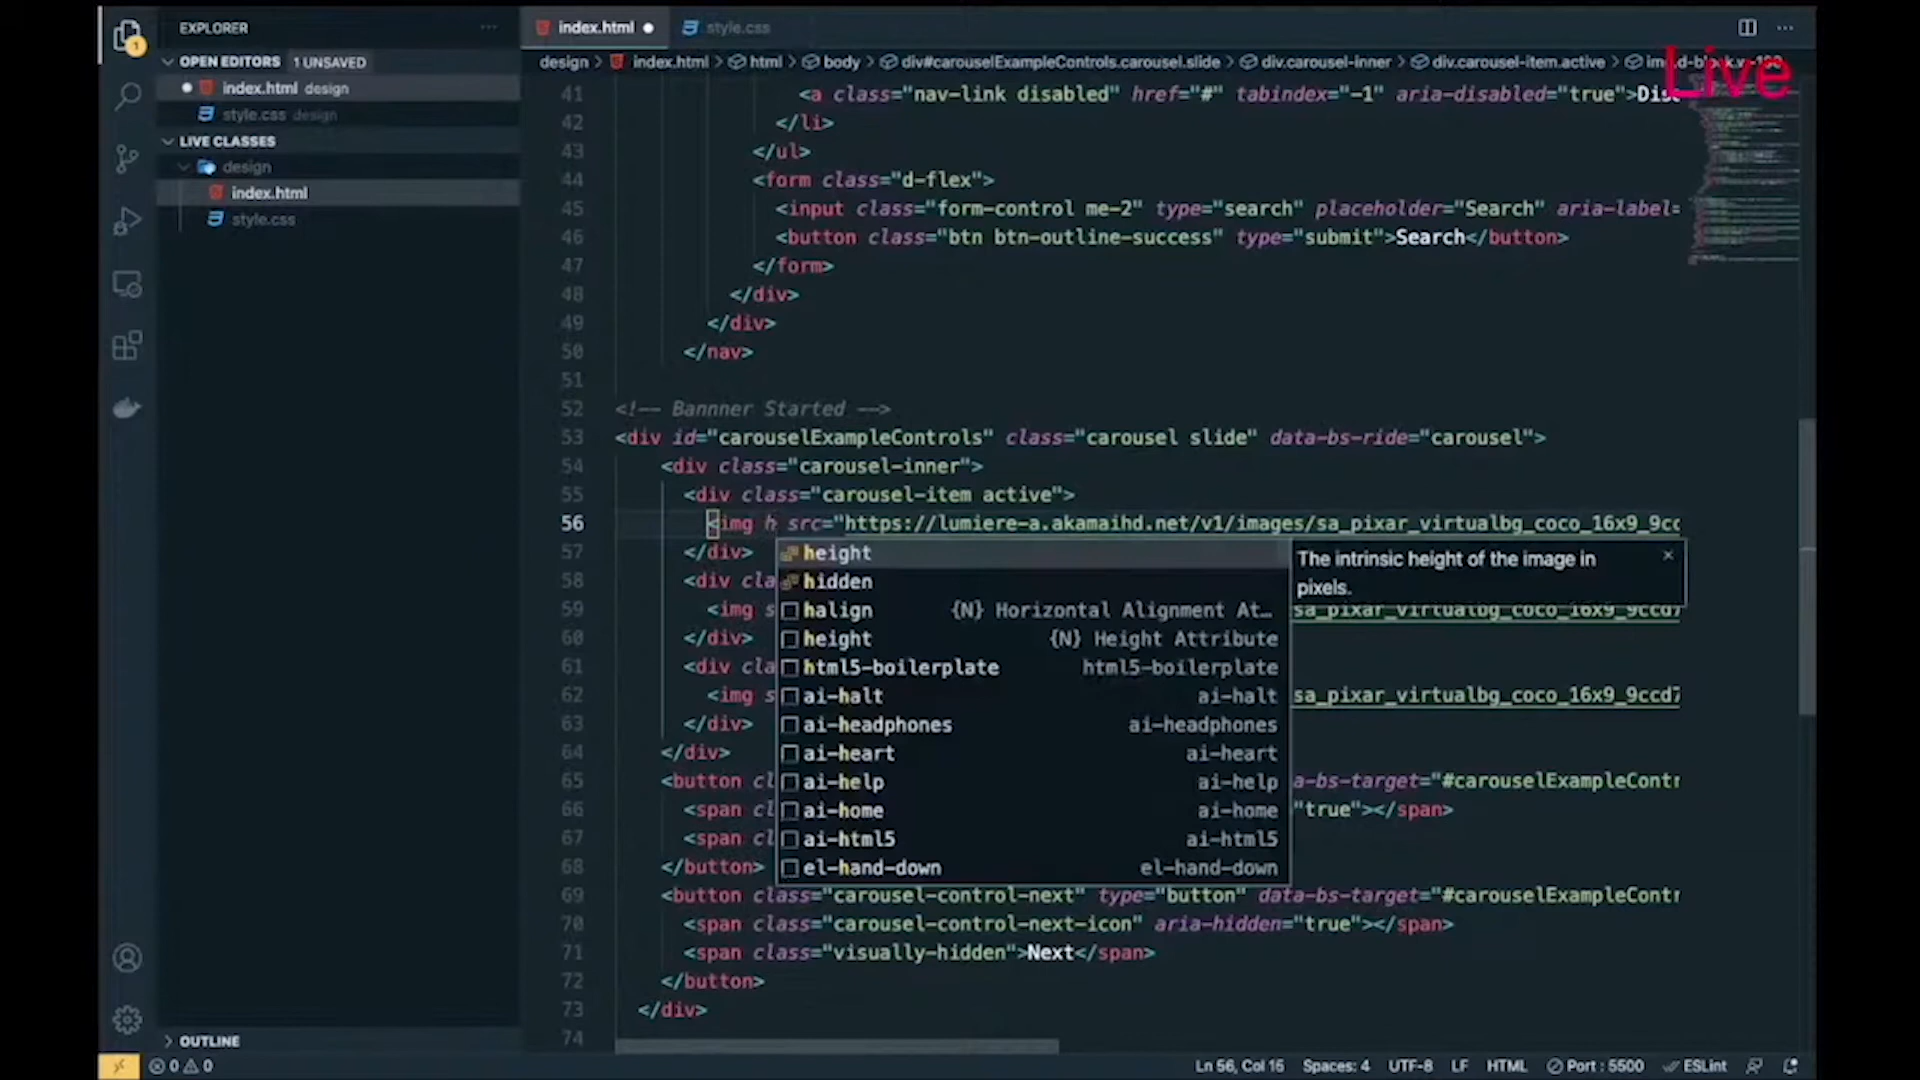 EXPLORER
OPEN EDITORS 1 UNSAVED
index.html design
style.css design
LIVE CLASSES
design
index.html
style.css
OUTLINE
index.html
style.css
design > index.html > html > body > div#carouselExampleControls.carousel.slide > div.carousel-inner > div.carousel-item.active >
Live
41 <a class="nav-link disabled" href="#" tabindex="-1" aria-disabled="true">Dis
42 </li>
43 </ul>
44 <form class="d-flex">
45 <input class="form-control me-2" type="search" placeholder="Search" aria-label=
46 <button class="btn btn-outline-success" type="submit">Search</button>
47 </form>
48 </div>
49 </div>
50 </nav>
51
52 <!-- Bannner Started -->
53 <div id="carouselExampleControls" class="carousel slide" data-bs-ride="carousel">
54 <div class="carousel-inner">
55 <div class="carousel-item active">
56 <img h src="https://lumiere-a.akamaihd.net/v1/images/sa_pixar_virtualbg_coco_16x9_9cc
57 </div>
58 <div cla
59 <img s sa_pixar_virtualbg_coco_16x9_9ccd7
60 </div>
61 <div cla
62 <img s sa_pixar_virtualbg_coco_16x9_9ccd7
63 </div>
64 </div>
65 <button cl a-bs-target="#carouselExampleContr
66 <span cl "true"></span>
67 <span cl
68 </button>
69 <button class="carousel-control-next" type="button" data-bs-target="#carouselExampleContr
70 <span class="carousel-control-next-icon" aria-hidden="true"></span>
71 <span class="visually-hidden">Next</span>
72 </button>
73 </div>
74
height
hidden
halign {N} Horizontal Alignment At…
height {N} Height Attribute
html5-boilerplate html5-boilerplate
ai-halt ai-halt
ai-headphones ai-headphones
ai-heart ai-heart
ai-help ai-help
ai-home ai-home
ai-html5 ai-html5
el-hand-down el-hand-down
The intrinsic height of the image in
pixels.
0 0 Ln 56, Col 16 Spaces: 4 UTF-8 LF HTML Port : 5500 ESLint